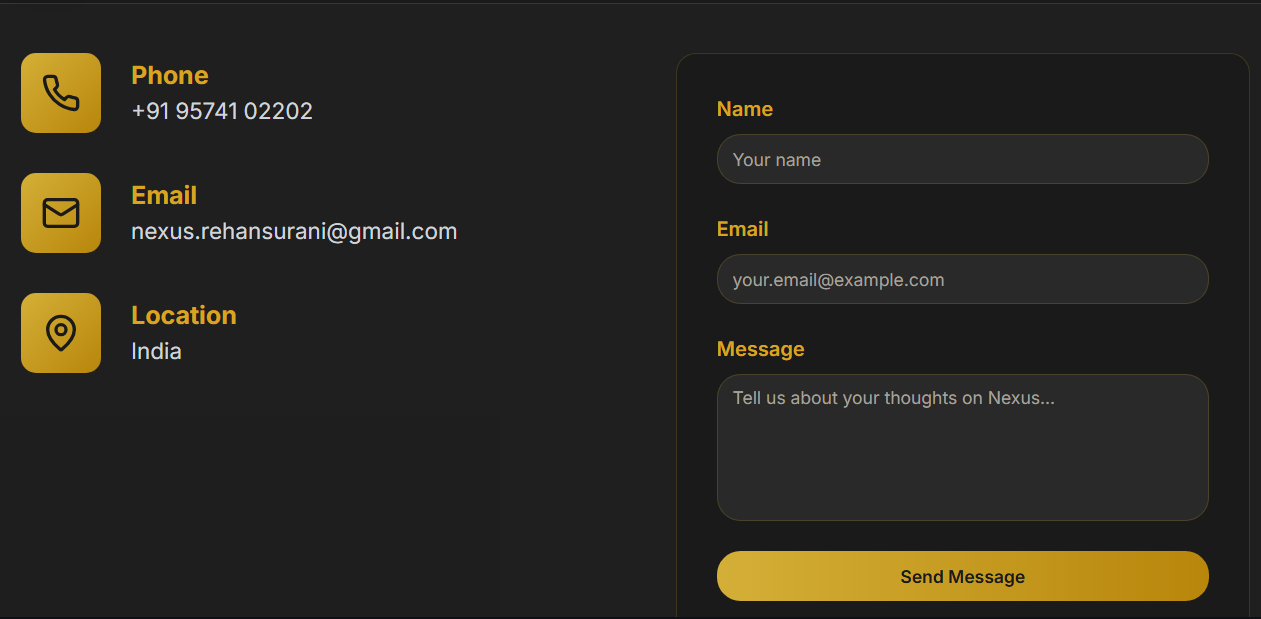 Phone
+91 95741 02202
Email
nexus.rehansurani@gmail.com
Location
India
Name
Your name
Email
your.email@example.com
Message
Tell us about your thoughts on Nexus...
Send Message